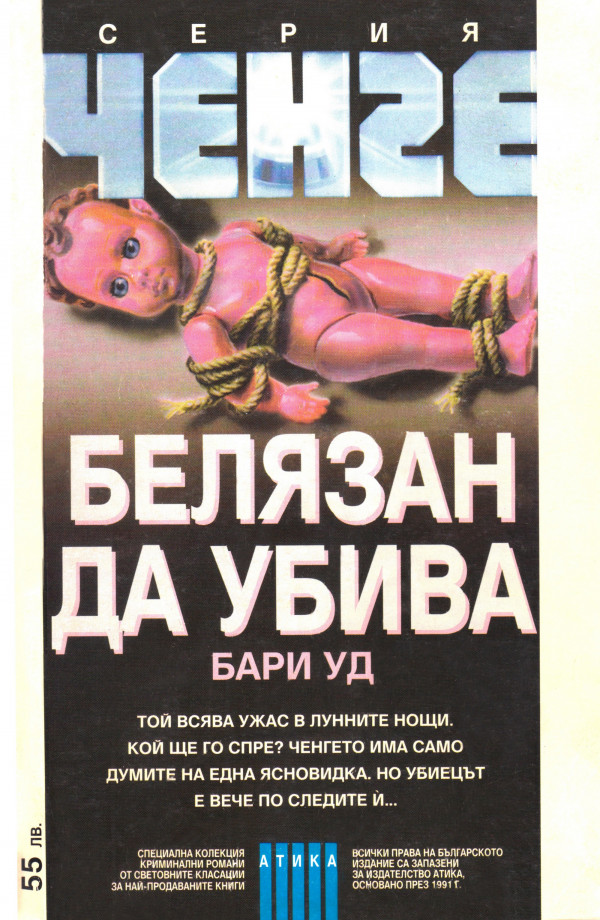 СЕРИЯ
ЧЕНГЕ
БЕЛЯЗАН
ДА УБИВА
БАРИ УД
ТОЙ ВСЯВА УЖАС В ЛУННИТЕ НОЩИ.
КОЙ ЩЕ ГО СПРЕ? ЧЕНГЕТО ИМА САМО
ДУМИТЕ НА ЕДНА ЯСНОВИДКА. НО УБИЕЦЪТ
Е ВЕЧЕ ПО СЛЕДИТЕ Ѝ...
55 ЛВ.
СПЕЦИАЛНА КОЛЕКЦИЯ
КРИМИНАЛНИ РОМАНИ
ОТ СВЕТОВНИТЕ КЛАСАЦИИ
ЗА НАЙ-ПРОДАВАНИТЕ КНИГИ
АТИКА
ВСИЧКИ ПРАВА НА БЪЛГАРСКОТО
ИЗДАНИЕ СА ЗАПАЗЕНИ
ЗА ИЗДАТЕЛСТВО АТИКА,
ОСНОВАНО ПРЕЗ 1991 Г.